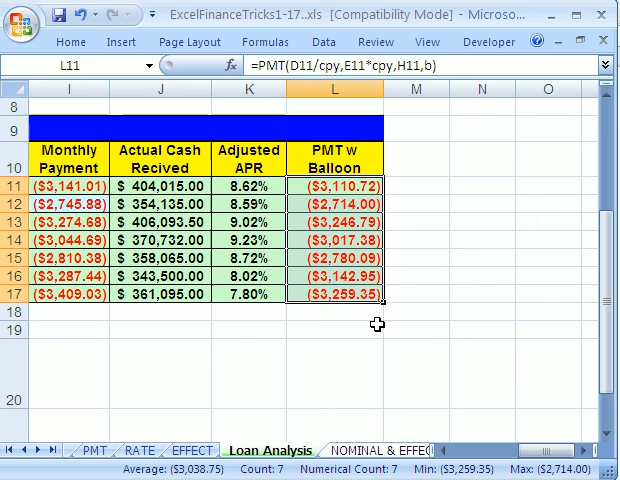 ExcelFinanceTricks1-17..xls [Compatibility Mode] - Microso...
Home Insert Page Layout Formulas Data Review View Developer
L11 fx =PMT(D11/cpy,E11*cpy,H11,b)
I J K L M N O
8
9
Monthly Actual Cash Adjusted PMT w
10 Payment Recived APR Balloon
11 ($3,141.01) $ 404,015.00 8.62% ($3,110.72)
12 ($2,745.88) $ 354,135.00 8.59% ($2,714.00)
13 ($3,274.68) $ 406,093.50 9.02% ($3,246.79)
14 ($3,044.69) $ 370,732.00 9.23% ($3,017.38)
15 ($2,810.38) $ 358,065.00 8.72% ($2,780.09)
16 ($3,287.44) $ 343,500.00 8.02% ($3,142.95)
17 ($3,409.03) $ 361,095.00 7.80% ($3,259.35)
18
19
20
PMT RATE EFFECT Loan Analysis NOMINAL & EFFEC
Average: ($3,038.75) Count: 7 Numerical Count: 7 Min: ($3,259.35) Max: ($2,714.00)